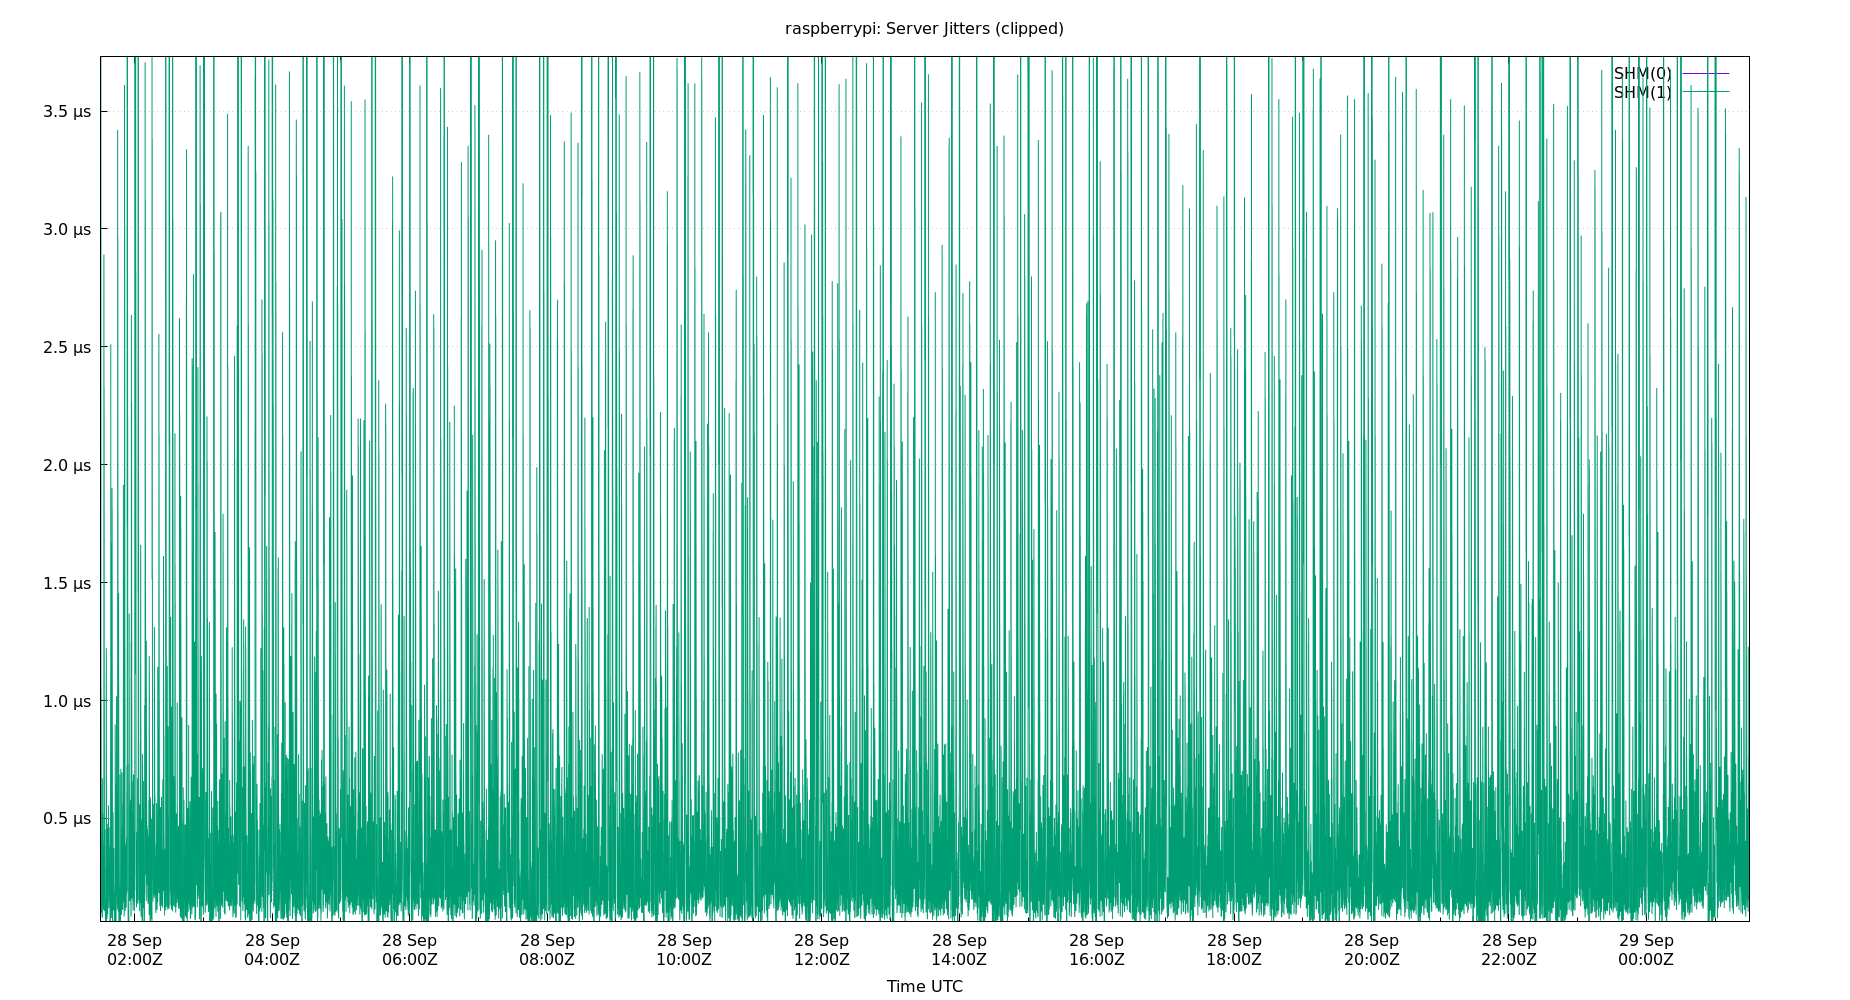 raspberrypi: Server Jitters (clipped)
SHM(0)
SHM(1)
3.5 µs
3.0 µs
2.5 µs
2.0 µs
1.5 µs
1.0 µs
0.5 µs
28 Sep 28 Sep 28 Sep 28 Sep 28 Sep 28 Sep 28 Sep 28 Sep 28 Sep 28 Sep 28 Sep 29 Sep
02:00Z 04:00Z 06:00Z 08:00Z 10:00Z 12:00Z 14:00Z 16:00Z 18:00Z 20:00Z 22:00Z 00:00Z
Time UTC